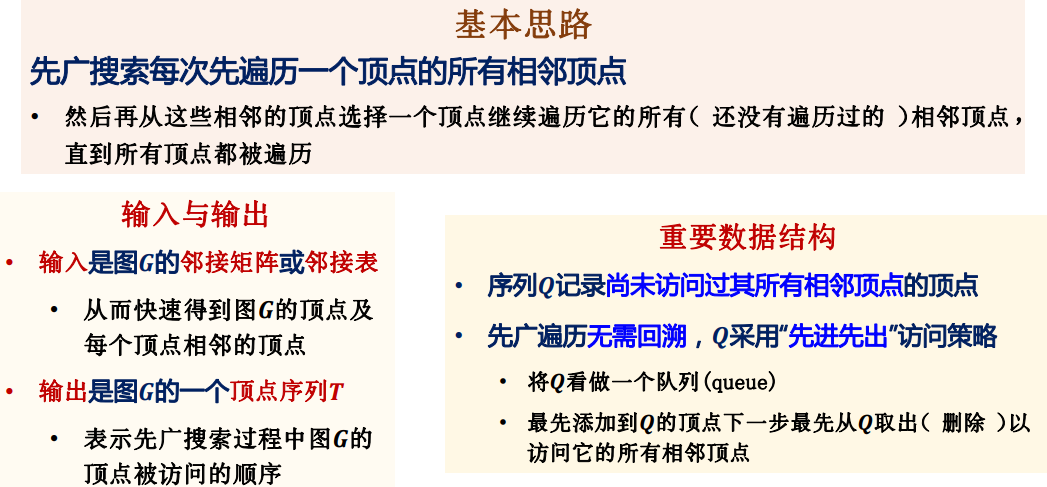 基本思路
先广搜索每次先遍历一个顶点的所有相邻顶点
• 然后再从这些相邻的顶点选择一个顶点继续遍历它的所有( 还没有遍历过的 )相邻顶点，
直到所有顶点都被遍历
输入与输出
• 输入是图G的邻接矩阵或邻接表
• 从而快速得到图G的顶点及
每个顶点相邻的顶点
• 输出是图G的一个顶点序列T
• 表示先广搜索过程中图G的
顶点被访问的顺序
重要数据结构
• 序列Q记录尚未访问过其所有相邻顶点的顶点
• 先广遍历无需回溯，Q采用“先进先出”访问策略
• 将Q看做一个队列(queue)
• 最先添加到Q的顶点下一步最先从Q取出( 删除 )以
访问它的所有相邻顶点